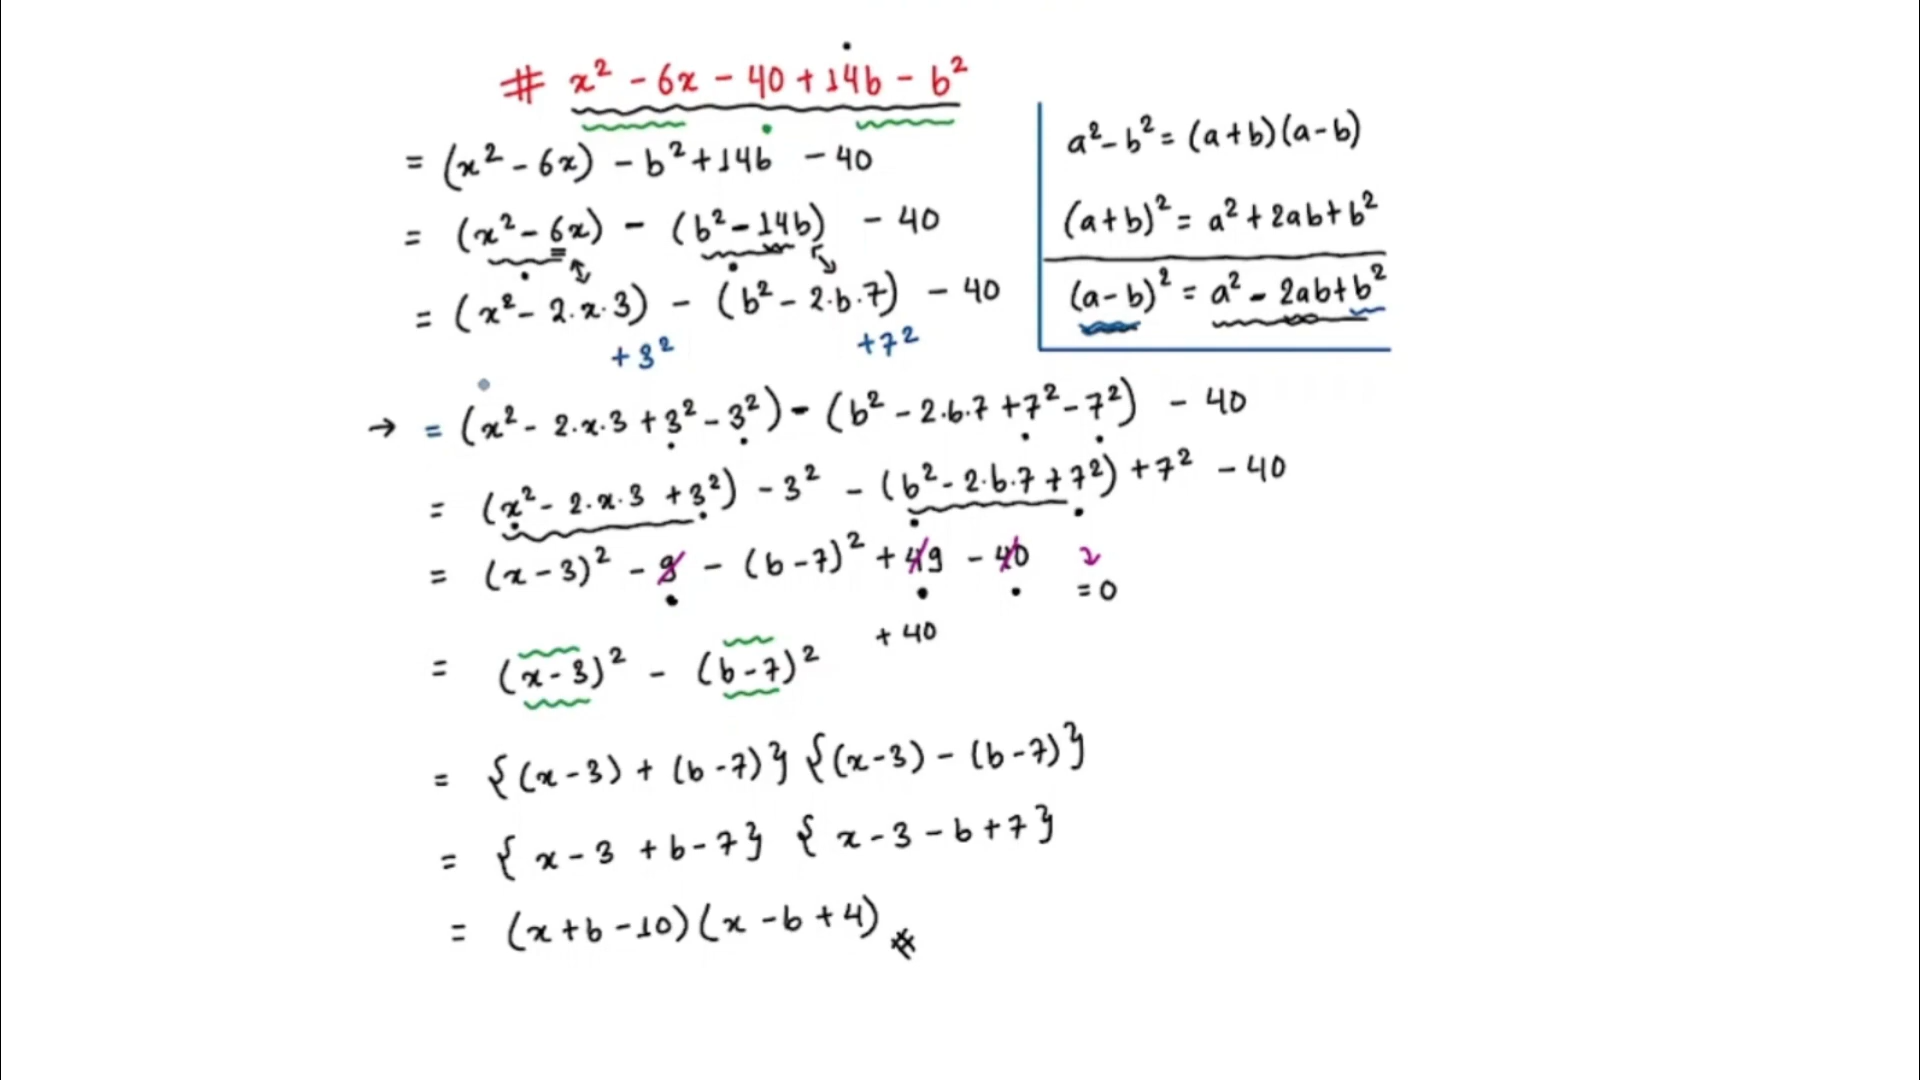 # x² - 6x - 40 + 14b - b²
= (x² - 6x) - b² + 14b - 40
= (x² - 6x) - (b² - 14b) - 40
= (x² - 2.x.3) - (b² - 2.b.7) - 40
+3² +7²
→ = (x² - 2.x.3 + 3² - 3²) - (b² - 2.b.7 + 7² - 7²) - 40
= (x² - 2.x.3 + 3²) - 3² - (b² - 2.b.7 + 7²) + 7² - 40
= (x - 3)² - 9 - (b - 7)² + 49 - 40
= 0
+ 40
= (x - 3)² - (b - 7)²
= {(x - 3) + (b - 7)} {(x - 3) - (b - 7)}
= {x - 3 + b - 7} {x - 3 - b + 7}
= (x + b - 10)(x - b + 4) #
a² - b² = (a + b)(a - b)
(a + b)² = a² + 2ab + b²
(a - b)² = a² - 2ab + b²